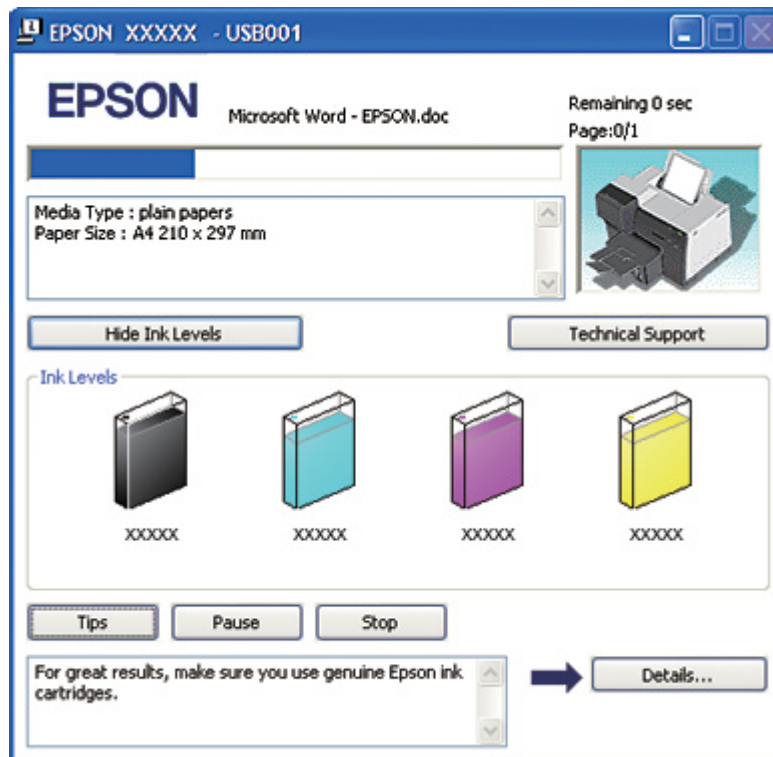 EPSON XXXXX - USB001
EPSON
Microsoft Word - EPSON.doc
Remaining 0 sec
Page:0/1
Media Type : plain papers
Paper Size : A4 210 x 297 mm
Hide Ink Levels
Technical Support
Ink Levels
XXXXX
XXXXX
XXXXX
XXXXX
Tips
Pause
Stop
For great results, make sure you use genuine Epson ink
cartridges.
Details...